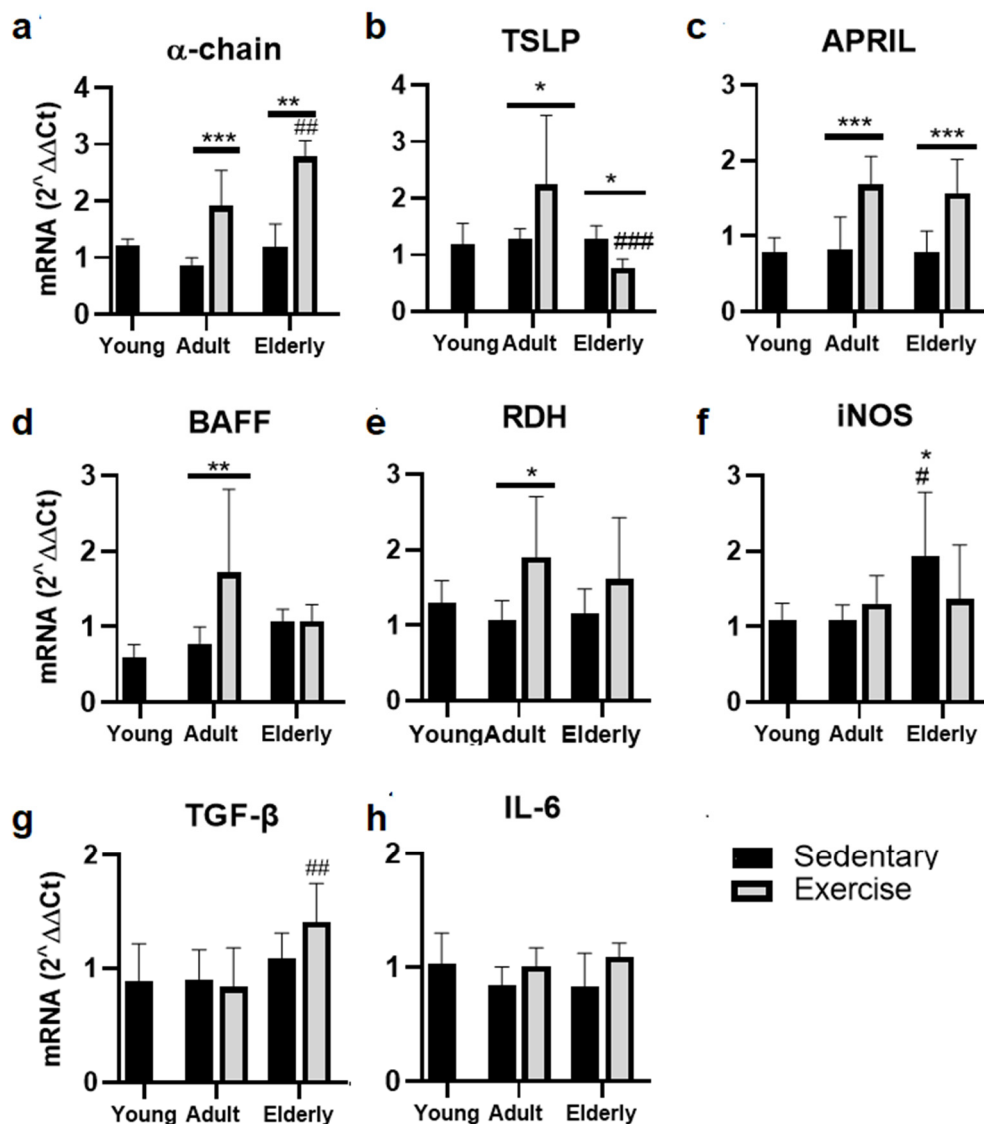 a
α-chain
mRNA (2^ΔΔCt)
4
3
2
1
0
***
**
##
Young Adult Elderly
b
TSLP
4
3
2
1
0
*
*
###
Young Adult Elderly
c
APRIL
3
2
1
0
***
***
Young Adult Elderly
d
BAFF
mRNA (2^ΔΔCt)
3
2
1
0
**
Young Adult Elderly
e
RDH
3
2
1
0
*
Young Adult Elderly
f
iNOS
3
2
1
0
*
#
Young Adult Elderly
g
TGF-β
mRNA (2^ΔΔCt)
2
1
0
##
Young Adult Elderly
h
IL-6
2
1
0
Young Adult Elderly
Sedentary
Exercise